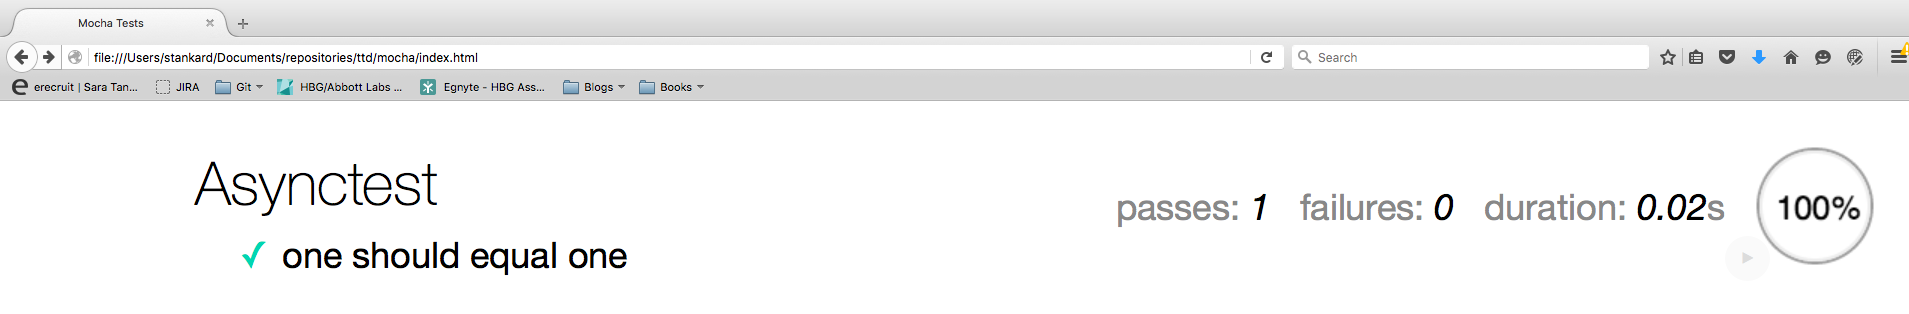 Mocha Tests
file:///Users/stankard/Documents/repositories/ttd/mocha/index.html
Search
erecruit | Sara Tan... JIRA Git HBG/Abbott Labs ... Egnyte - HBG Ass... Blogs Books
Asynctest
passes: 1 failures: 0 duration: 0.02s 100%
✓ one should equal one